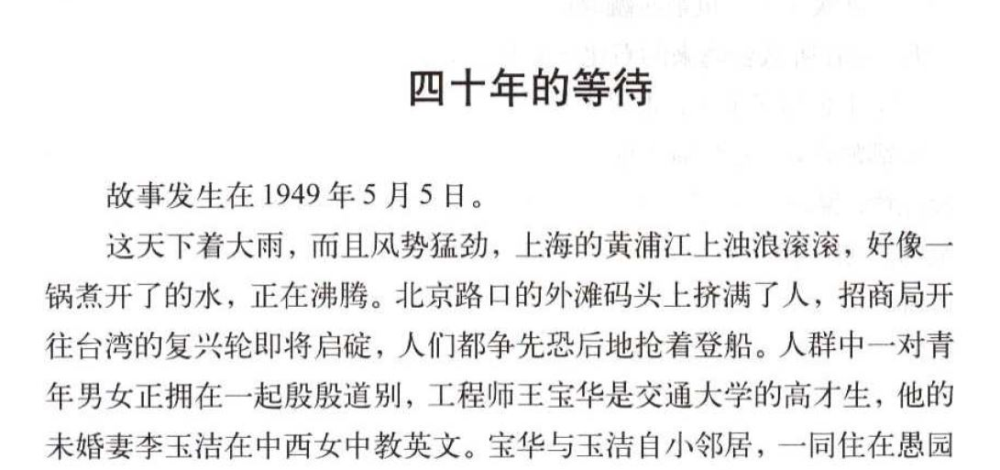 四十年的等待
故事发生在1949年5月5日。
这天下着大雨，而且风势猛劲，上海的黄浦江上浊浪滚滚，好像一
锅煮开了的水，正在沸腾。北京路口的外滩码头上挤满了人，招商局开
往台湾的复兴轮即将启碇，人们都争先恐后地抢着登船。人群中一对青
年男女正拥在一起殷殷道别，工程师王宝华是交通大学的高才生，他的
未婚妻李玉洁在中西女中教英文。宝华与玉洁自小邻居，一同住在愚园